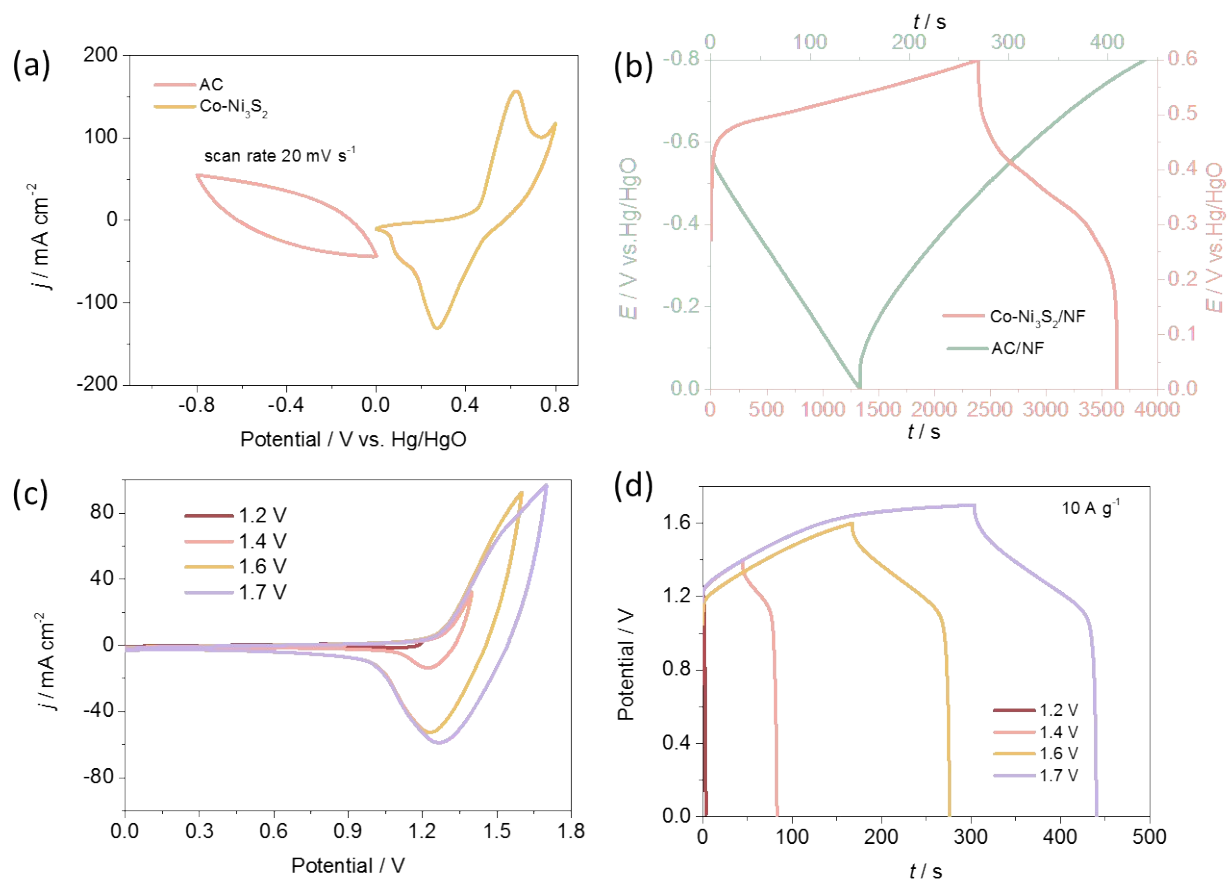 (a)
200
100
0
-100
-200
j / mA cm⁻²
AC
Co-Ni₃S₂
scan rate 20 mV s⁻¹
-0.8
-0.4
0.0
0.4
0.8
Potential / V vs. Hg/HgO
(b)
t / s
0
100
200
300
400
-0.8
-0.6
-0.4
-0.2
0.0
E / V vs.Hg/HgO
Co-Ni₃S₂/NF
AC/NF
0.6
0.5
0.4
0.3
0.2
0.1
0.0
E / V vs.Hg/HgO
0
500
1000
1500
2000
2500
3000
3500
4000
t / s
(c)
80
40
0
-40
-80
j / mA cm⁻²
1.2 V
1.4 V
1.6 V
1.7 V
0.0
0.3
0.6
0.9
1.2
1.5
1.8
Potential / V
(d)
1.6
1.2
0.8
0.4
0.0
Potential / V
10 A g⁻¹
1.2 V
1.4 V
1.6 V
1.7 V
0
100
200
300
400
500
t / s